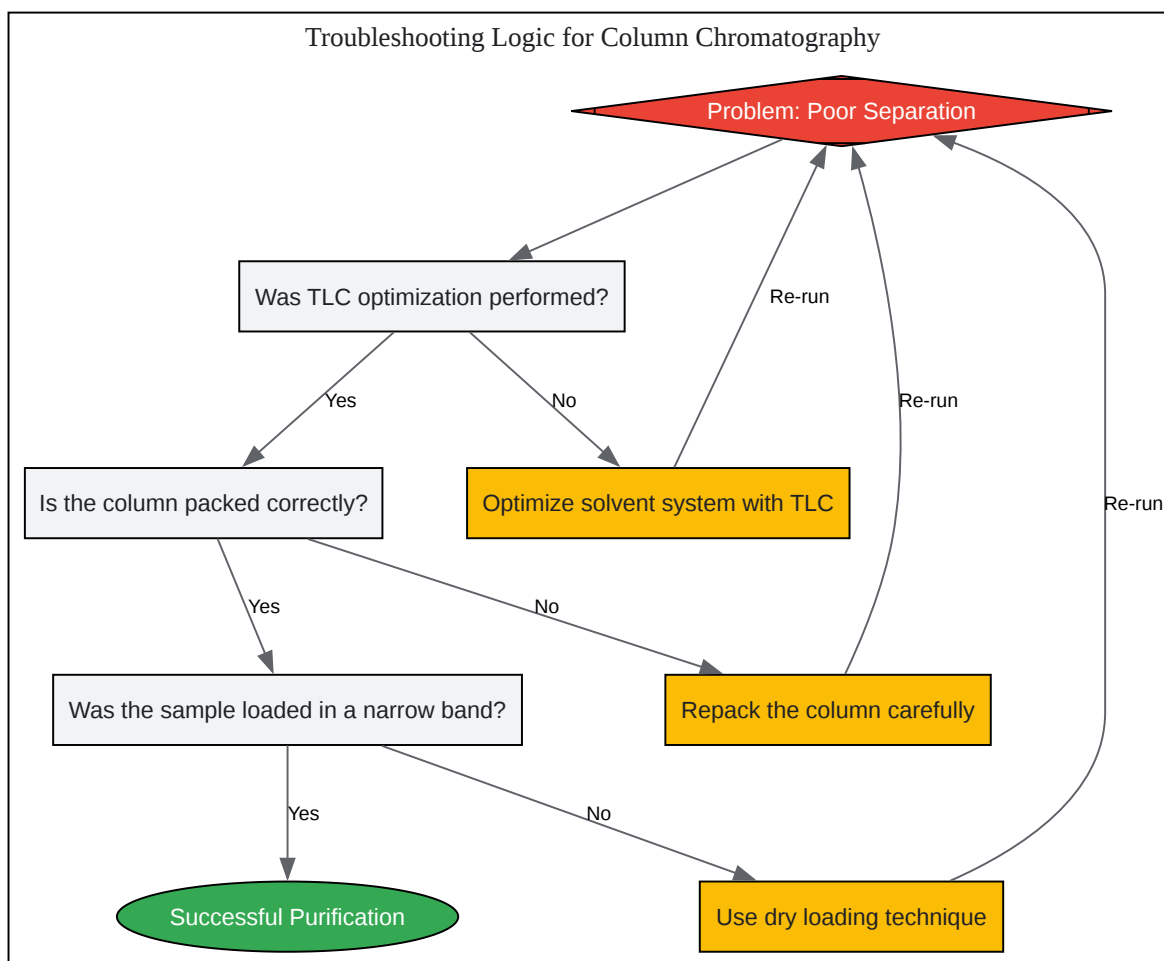 Troubleshooting Logic for Column Chromatography
Problem: Poor Separation
Was TLC optimization performed?
Re-run
Yes
No
Re-run
Is the column packed correctly?
Optimize solvent system with TLC
Re-run
Yes
No
Was the sample loaded in a narrow band?
Repack the column carefully
Yes
No
Successful Purification
Use dry loading technique